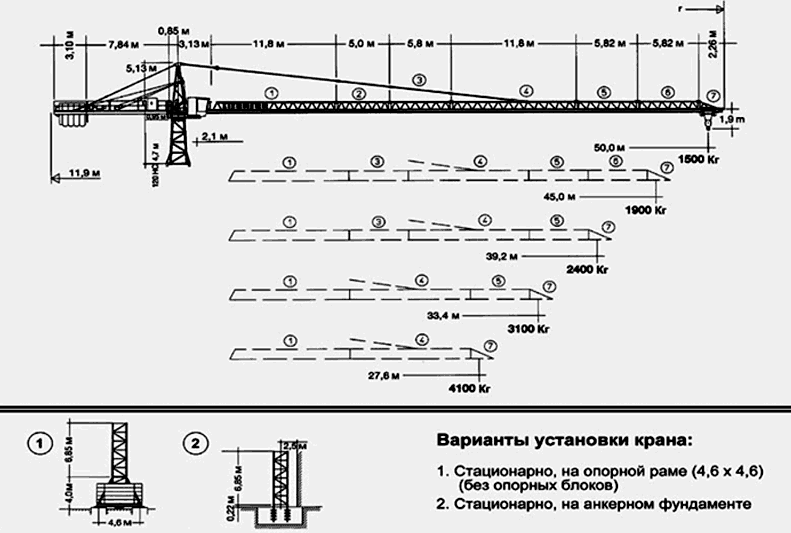 r
3,10 м
7,84 м
0,85 м
3,13 м
11,8 м
5,0 м
5,8 м
11,8 м
5,82 м
5,82 м
2,26 м
5,13 м
3
1
2
4
5
6
7
0,95 м
1,9 m
2,1 м
120 HC 4,7 м
50,0 м
1500 Кг
11,9 м
1 3 4 5 6 7
45,0 м
1900 Кг
1 3 4 5 7
39,2 м
2400 Кг
1 4 5 7
33,4 м
3100 Кг
1 4 7
27,6 м
4100 Кг
1
6,85 м
4,0 м
4,6 м
2
2,5 м
6,85 м
0,22 м
Варианты установки крана:
1. Стационарно, на опорной раме (4,6 х 4,6)
(без опорных блоков)
2. Стационарно, на анкерном фундаменте